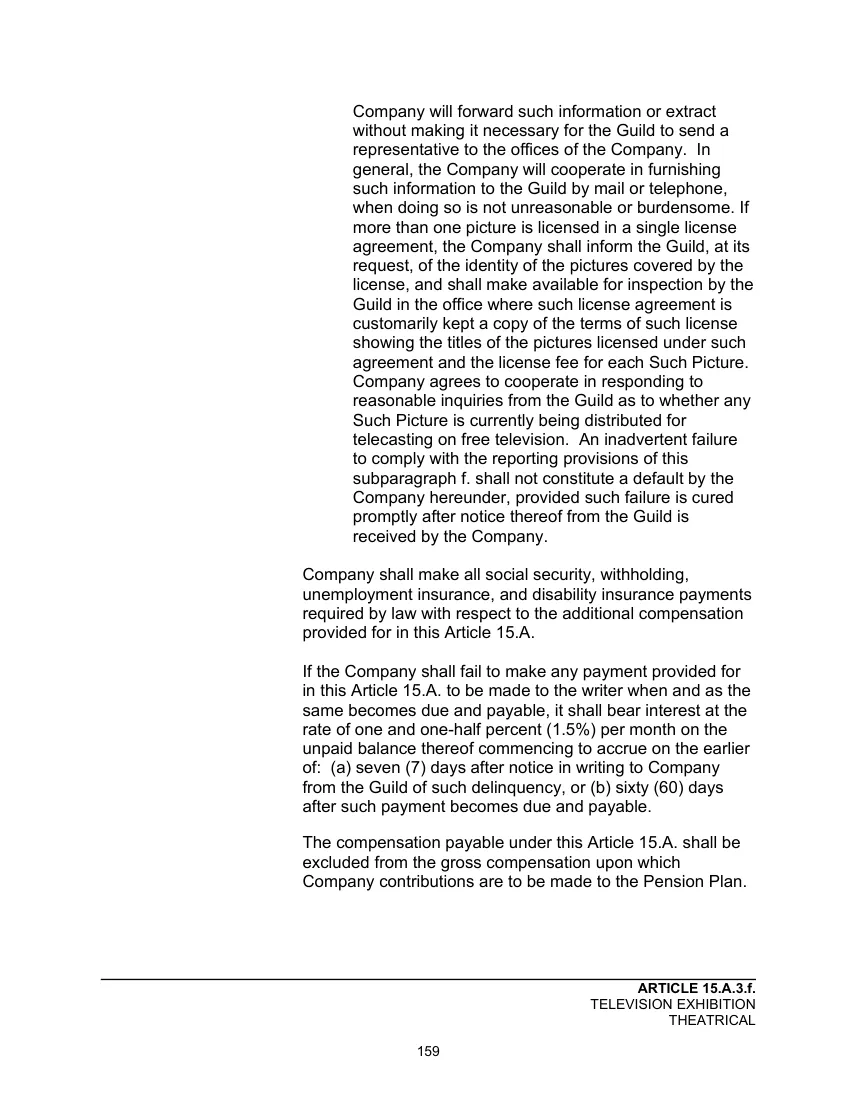 Company will forward such information or extract
without making it necessary for the Guild to send a
representative to the offices of the Company.  In
general, the Company will cooperate in furnishing
such information to the Guild by mail or telephone,
when doing so is not unreasonable or burdensome. If
more than one picture is licensed in a single license
agreement, the Company shall inform the Guild, at its
request, of the identity of the pictures covered by the
license, and shall make available for inspection by the
Guild in the office where such license agreement is
customarily kept a copy of the terms of such license
showing the titles of the pictures licensed under such
agreement and the license fee for each Such Picture.
Company agrees to cooperate in responding to
reasonable inquiries from the Guild as to whether any
Such Picture is currently being distributed for
telecasting on free television.  An inadvertent failure
to comply with the reporting provisions of this
subparagraph f. shall not constitute a default by the
Company hereunder, provided such failure is cured
promptly after notice thereof from the Guild is
received by the Company.
Company shall make all social security, withholding,
unemployment insurance, and disability insurance payments
required by law with respect to the additional compensation
provided for in this Article 15.A.
If the Company shall fail to make any payment provided for
in this Article 15.A. to be made to the writer when and as the
same becomes due and payable, it shall bear interest at the
rate of one and one-half percent (1.5%) per month on the
unpaid balance thereof commencing to accrue on the earlier
of:  (a) seven (7) days after notice in writing to Company
from the Guild of such delinquency, or (b) sixty (60) days
after such payment becomes due and payable.
The compensation payable under this Article 15.A. shall be
excluded from the gross compensation upon which
Company contributions are to be made to the Pension Plan.
ARTICLE 15.A.3.f.
TELEVISION EXHIBITION
THEATRICAL
159